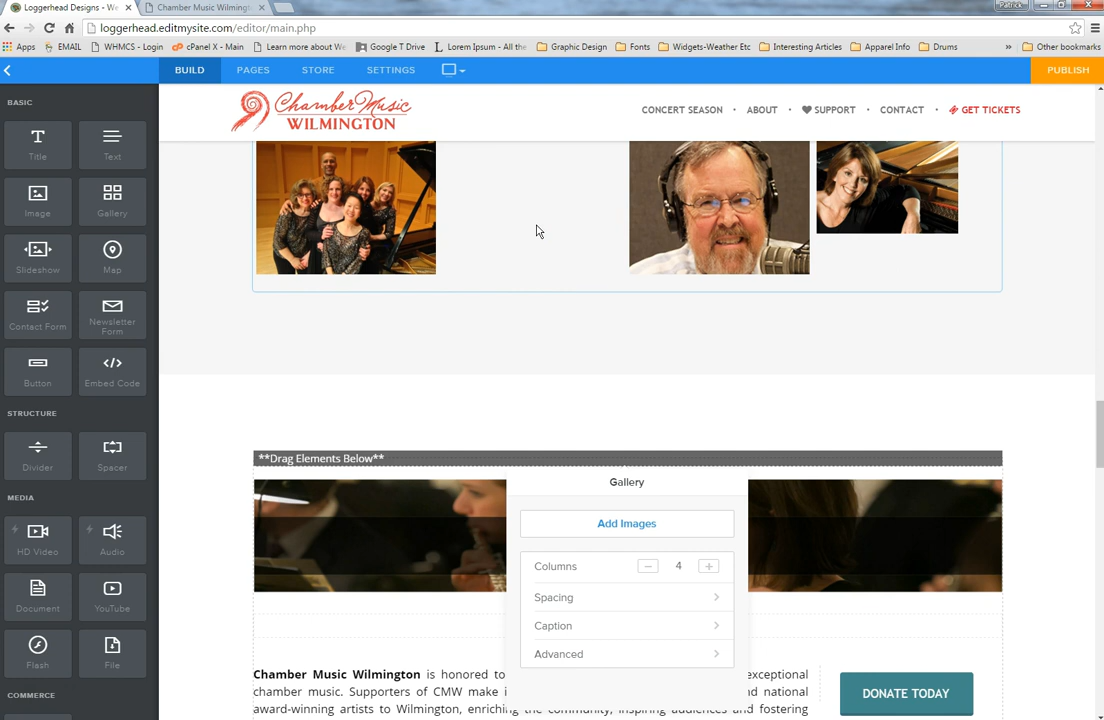 Loggerhead Designs - We
Chamber Music Wilmingt
Patrick
loggerhead.editmysite.com/editor/main.php
Apps EMAIL WHMCS - Login cPanel X - Main Learn more about We Google T Drive Lorem Ipsum - All the Graphic Design Fonts Widgets-Weather Etc Interesting Articles Apparel Info Drums » Other bookmarks
BUILD PAGES STORE SETTINGS PUBLISH
BASIC
Title Text
Image Gallery
Slideshow Map
Contact Form Newsletter Form
Button Embed Code
STRUCTURE
Divider Spacer
MEDIA
HD Video Audio
Document YouTube
Flash File
COMMERCE
Chamber Music
WILMINGTON
CONCERT SEASON • ABOUT • SUPPORT • CONTACT • GET TICKETS
**Drag Elements Below**
Gallery
Add Images
Columns 4
Spacing
Caption
Advanced
Chamber Music Wilmington is honored to exceptional
chamber music. Supporters of CMW make i nd national
award-winning artists to Wilmington, enriching the community, inspiring audiences and fostering
DONATE TODAY